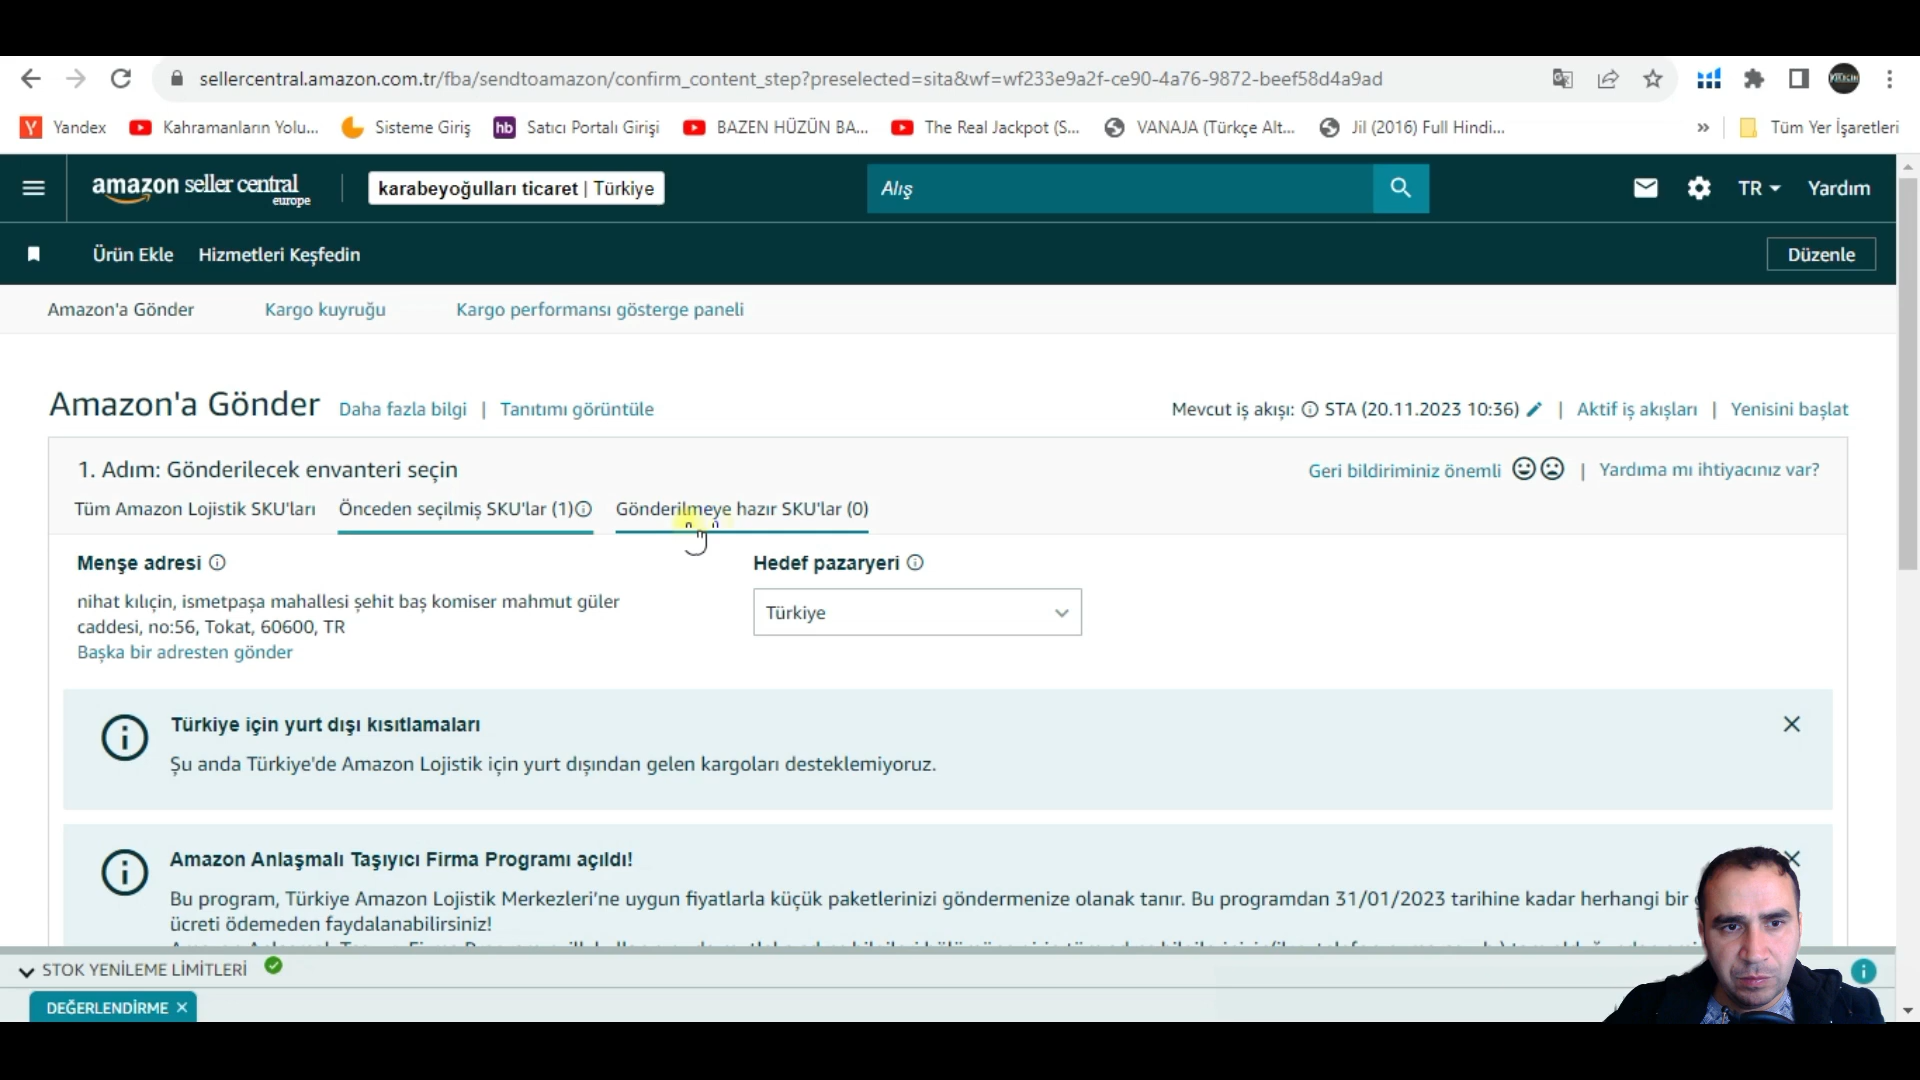 sellercentral.amazon.com.tr/fba/sendtoamazon/confirm_content_step?preselected=sita&wf=wf233e9a2f-ce90-4a76-9872-beef58d4a9ad
Yandex Kahramanların Yolu... Sisteme Giriş hb Satıcı Portalı Girişi BAZEN HÜZÜN BA... The Real Jackpot (S... VANAJA (Türkçe Alt... Jil (2016) Full Hindi... » Tüm Yer İşaretleri
amazon seller central europe karabeyoğulları ticaret | Türkiye Alış TR Yardım
Ürün Ekle Hizmetleri Keşfedin Düzenle
Amazon'a Gönder Kargo kuyruğu Kargo performansı gösterge paneli
Amazon'a Gönder Daha fazla bilgi | Tanıtımı görüntüle Mevcut iş akışı: STA (20.11.2023 10:36) | Aktif iş akışları | Yenisini başlat
1. Adım: Gönderilecek envanteri seçin Geri bildiriminiz önemli | Yardıma mı ihtiyacınız var?
Tüm Amazon Lojistik SKU'ları Önceden seçilmiş SKU'lar (1) Gönderilmeye hazır SKU'lar (0)
Menşe adresi Hedef pazaryeri
nihat kılıçin, ismetpaşa mahallesi şehit baş komiser mahmut güler
caddesi, no:56, Tokat, 60600, TR
Türkiye
Başka bir adresten gönder
Türkiye için yurt dışı kısıtlamaları
Şu anda Türkiye'de Amazon Lojistik için yurt dışından gelen kargoları desteklemiyoruz.
Amazon Anlaşmalı Taşıyıcı Firma Programı açıldı!
Bu program, Türkiye Amazon Lojistik Merkezleri'ne uygun fiyatlarla küçük paketlerinizi göndermenize olanak tanır. Bu programdan 31/01/2023 tarihine kadar herhangi bir
ücreti ödemeden faydalanabilirsiniz!
STOK YENİLEME LİMİTLERİ
DEĞERLENDİRME